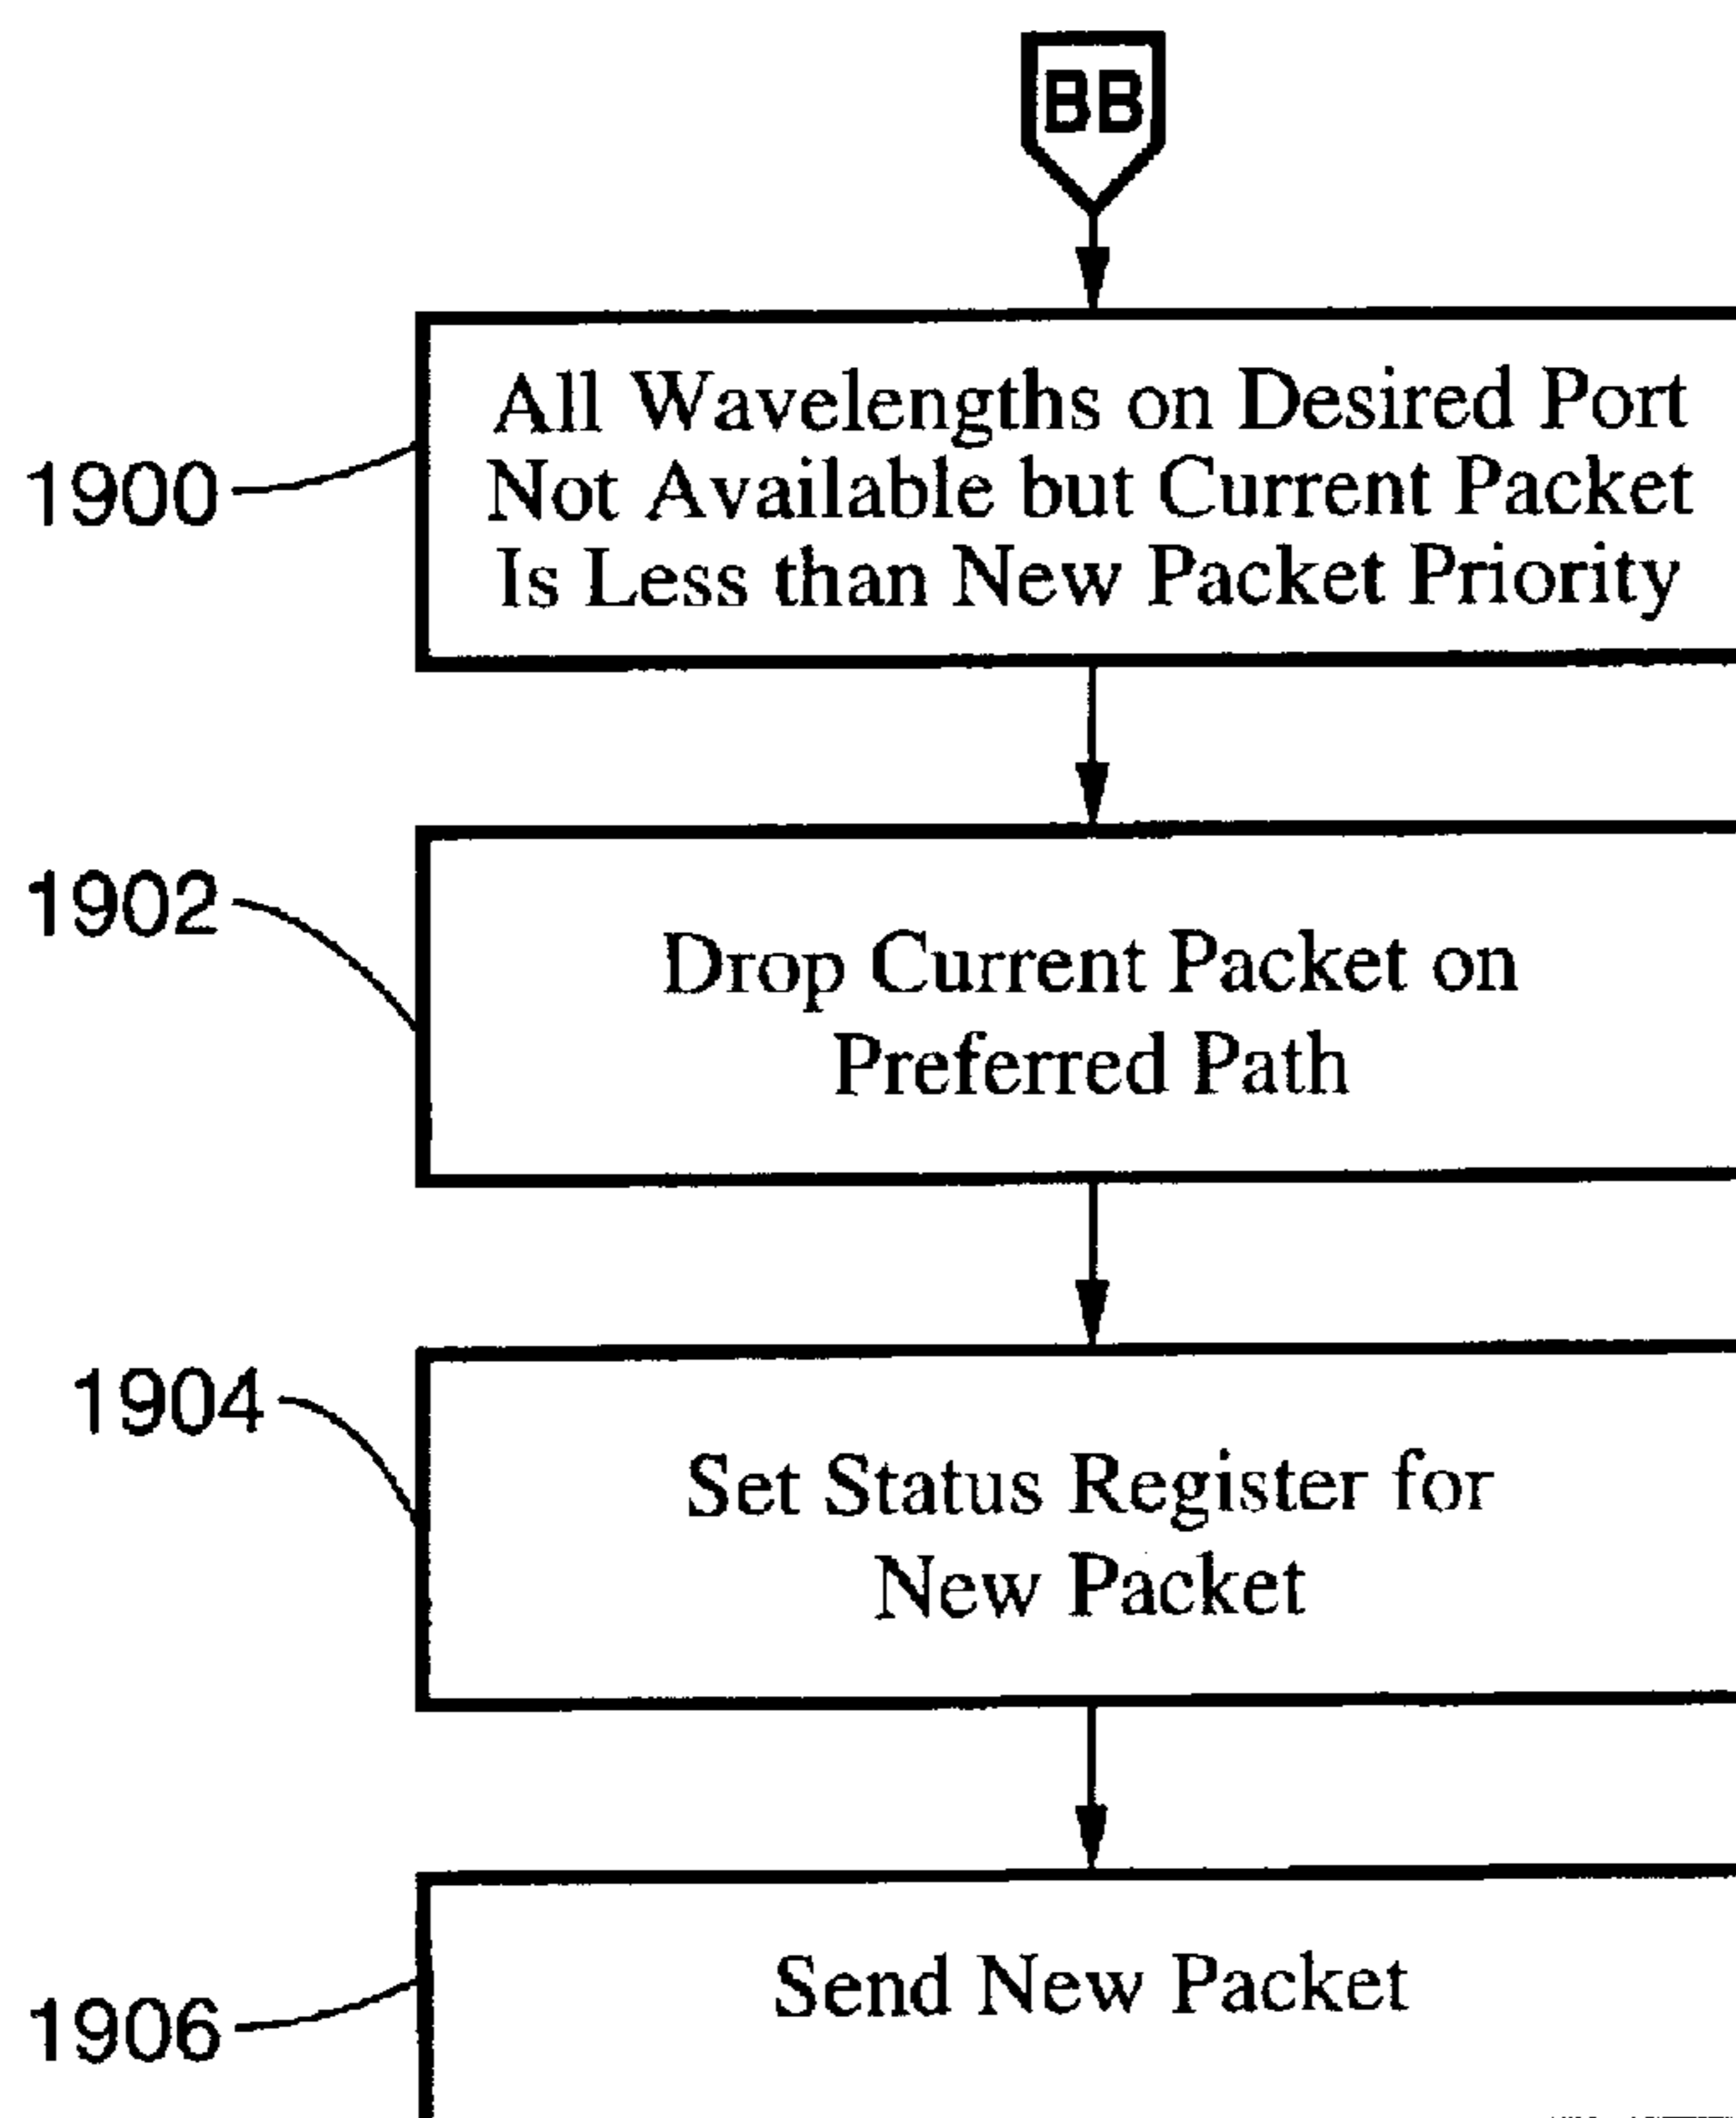 BB
All Wavelengths on Desired Port
Not Available but Current Packet
Is Less than New Packet Priority
1900
1902
Drop Current Packet on
Preferred Path
1904
Set Status Register for
New Packet
Send New Packet
1906